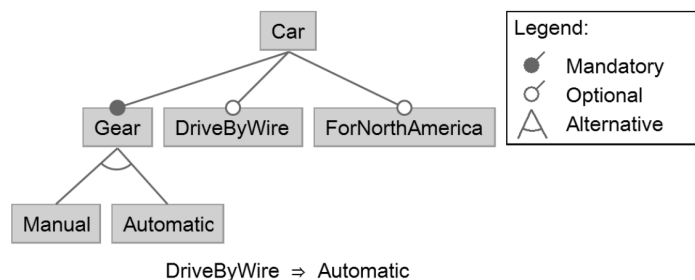 Car
Legend:
Mandatory
Optional
Alternative
Gear
DriveByWire
ForNorthAmerica
Manual
Automatic
DriveByWire ⇒ Automatic